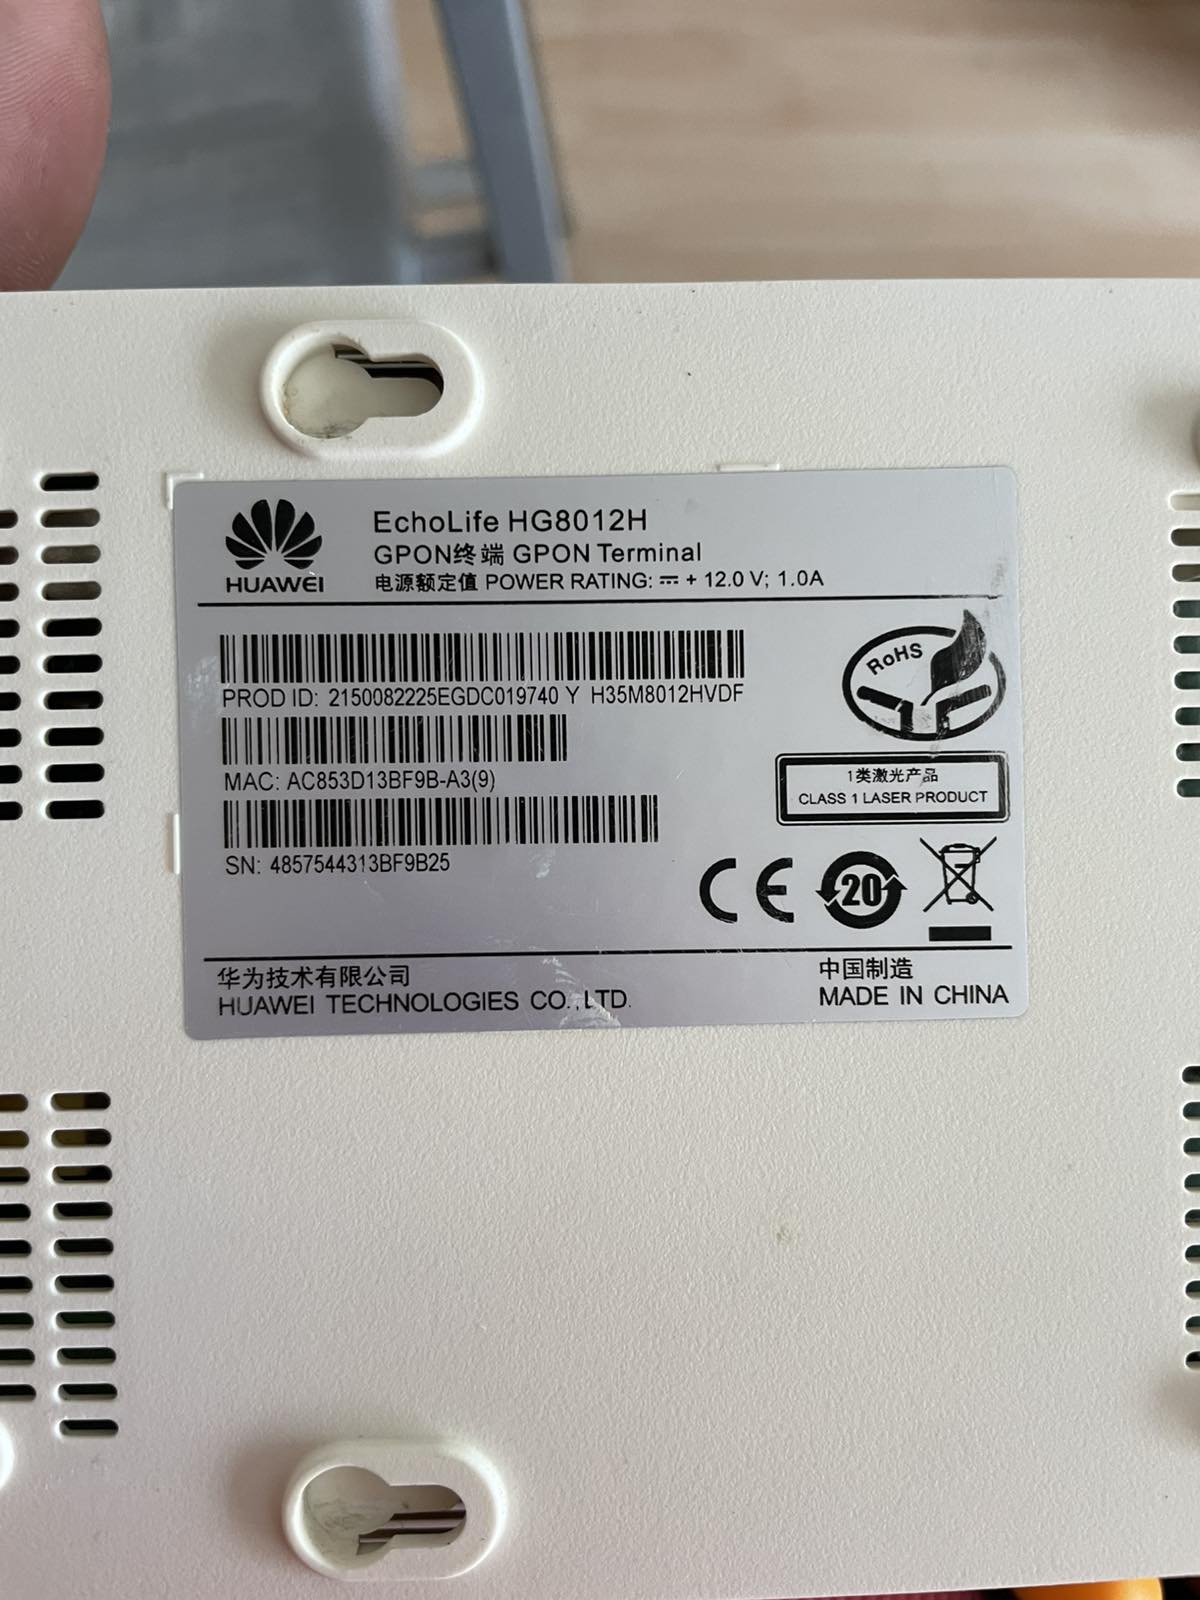 HUAWEI
EchoLife HG8012H
GPON终端 GPON Terminal
电源额定值 POWER RATING: ⎓ + 12.0 V; 1.0A
PROD ID: 2150082225EGDC019740 Y H35M8012HVDF
MAC: AC853D13BF9B-A3(9)
SN: 4857544313BF9B25
RoHS
1类激光产品
CLASS 1 LASER PRODUCT
CE
20
华为技术有限公司
HUAWEI TECHNOLOGIES CO.,LTD.
中国制造
MADE IN CHINA